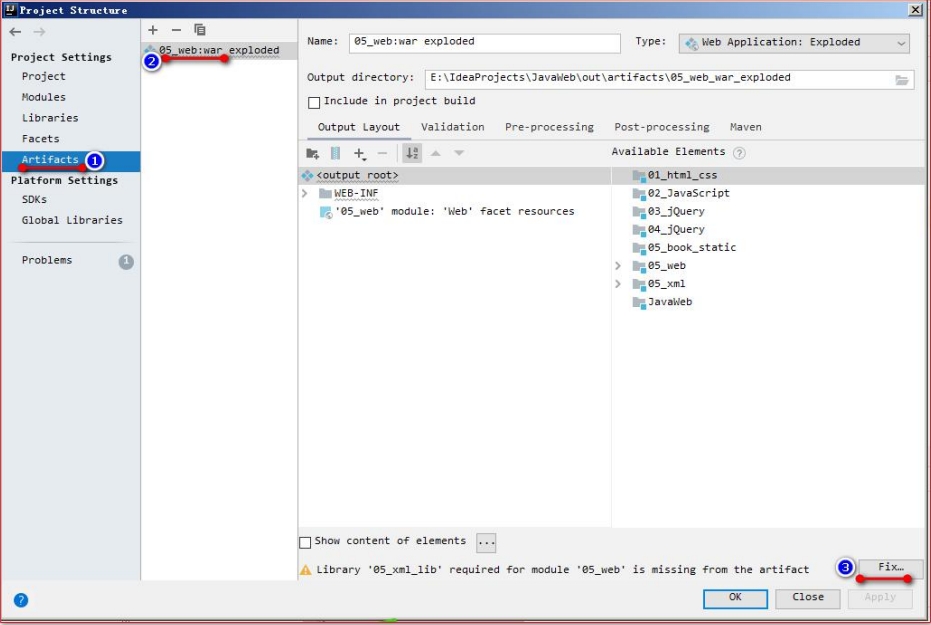 Project Structure
Project Settings
Project
Modules
Libraries
Facets
Artifacts 1
Platform Settings
SDKs
Global Libraries
Problems 1
05_web:war exploded
2
Name: 05_web:war exploded Type: Web Application: Exploded
Output directory: E:\IdeaProjects\JavaWeb\out\artifacts\05_web_war_exploded
Include in project build
Output Layout Validation Pre-processing Post-processing Maven
Available Elements ?
<output root>
WEB-INF
'05_web' module: 'Web' facet resources
01_html_css
02_JavaScript
03_jQuery
04_jQuery
05_book_static
05_web
05_xml
JavaWeb
Show content of elements ...
Library '05_xml_lib' required for module '05_web' is missing from the artifact 3 Fix…
? OK Close Apply